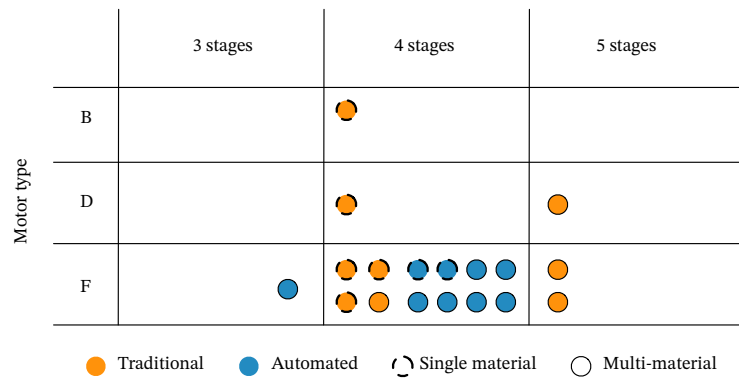 3 stages 4 stages 5 stages
B
D
F
Motor type
Traditional Automated Single material Multi-material